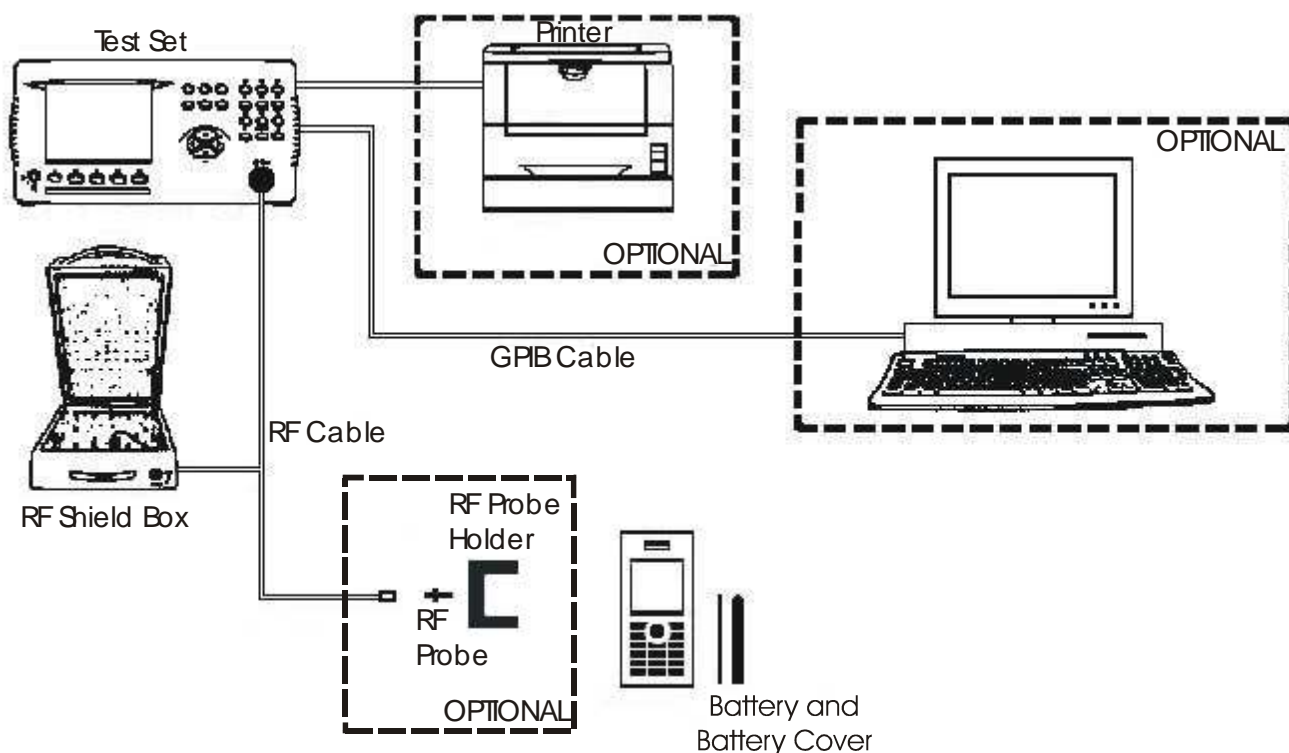 Test Set
Printer
OPTIONAL
OPTIONAL
GPIB Cable
RF Cable
RF Shield Box
RF Probe
Holder
RF
Probe
OPTIONAL
Battery and
Battery Cover